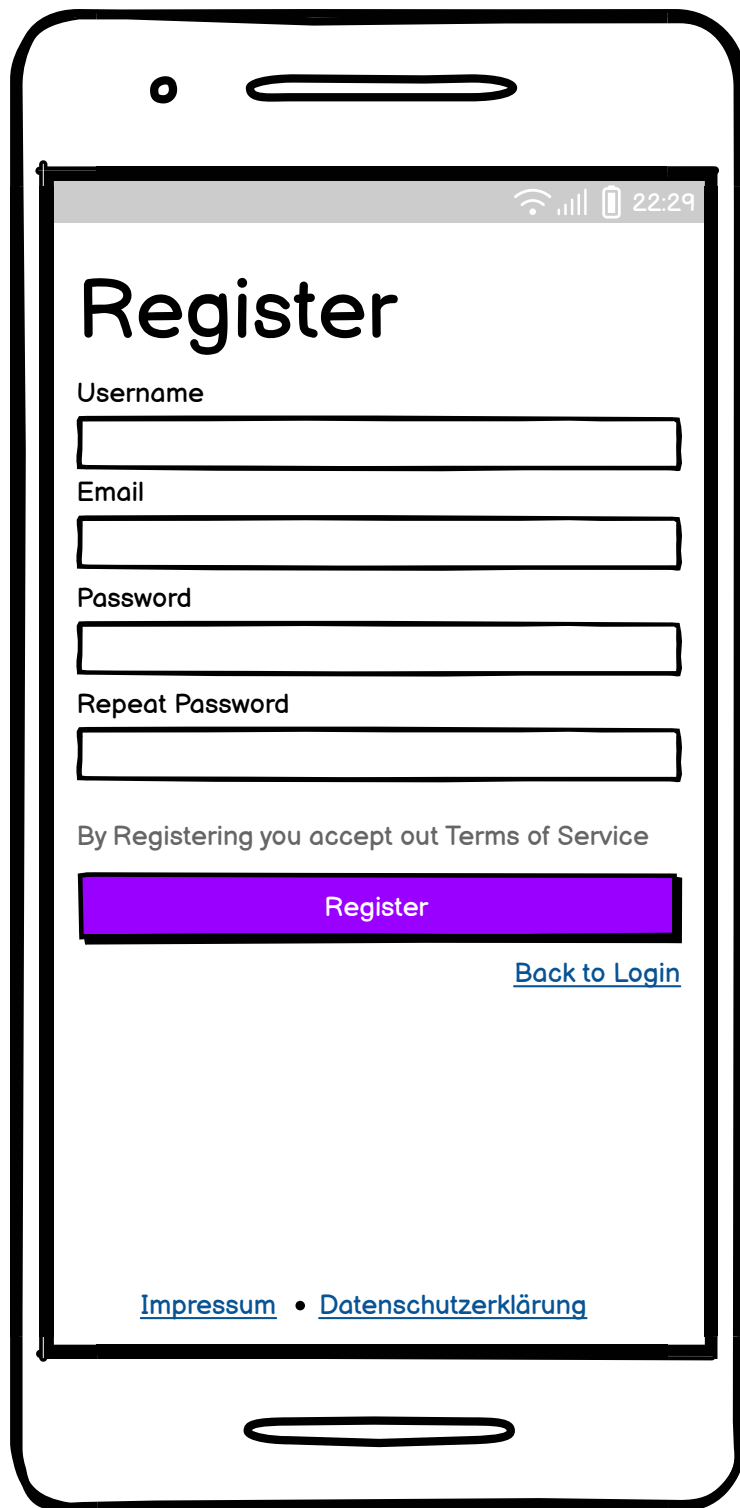 22:29
Register
Username
Email
Password
Repeat Password
By Registering you accept out Terms of Service
Register
Back to Login
Impressum • Datenschutzerklärung